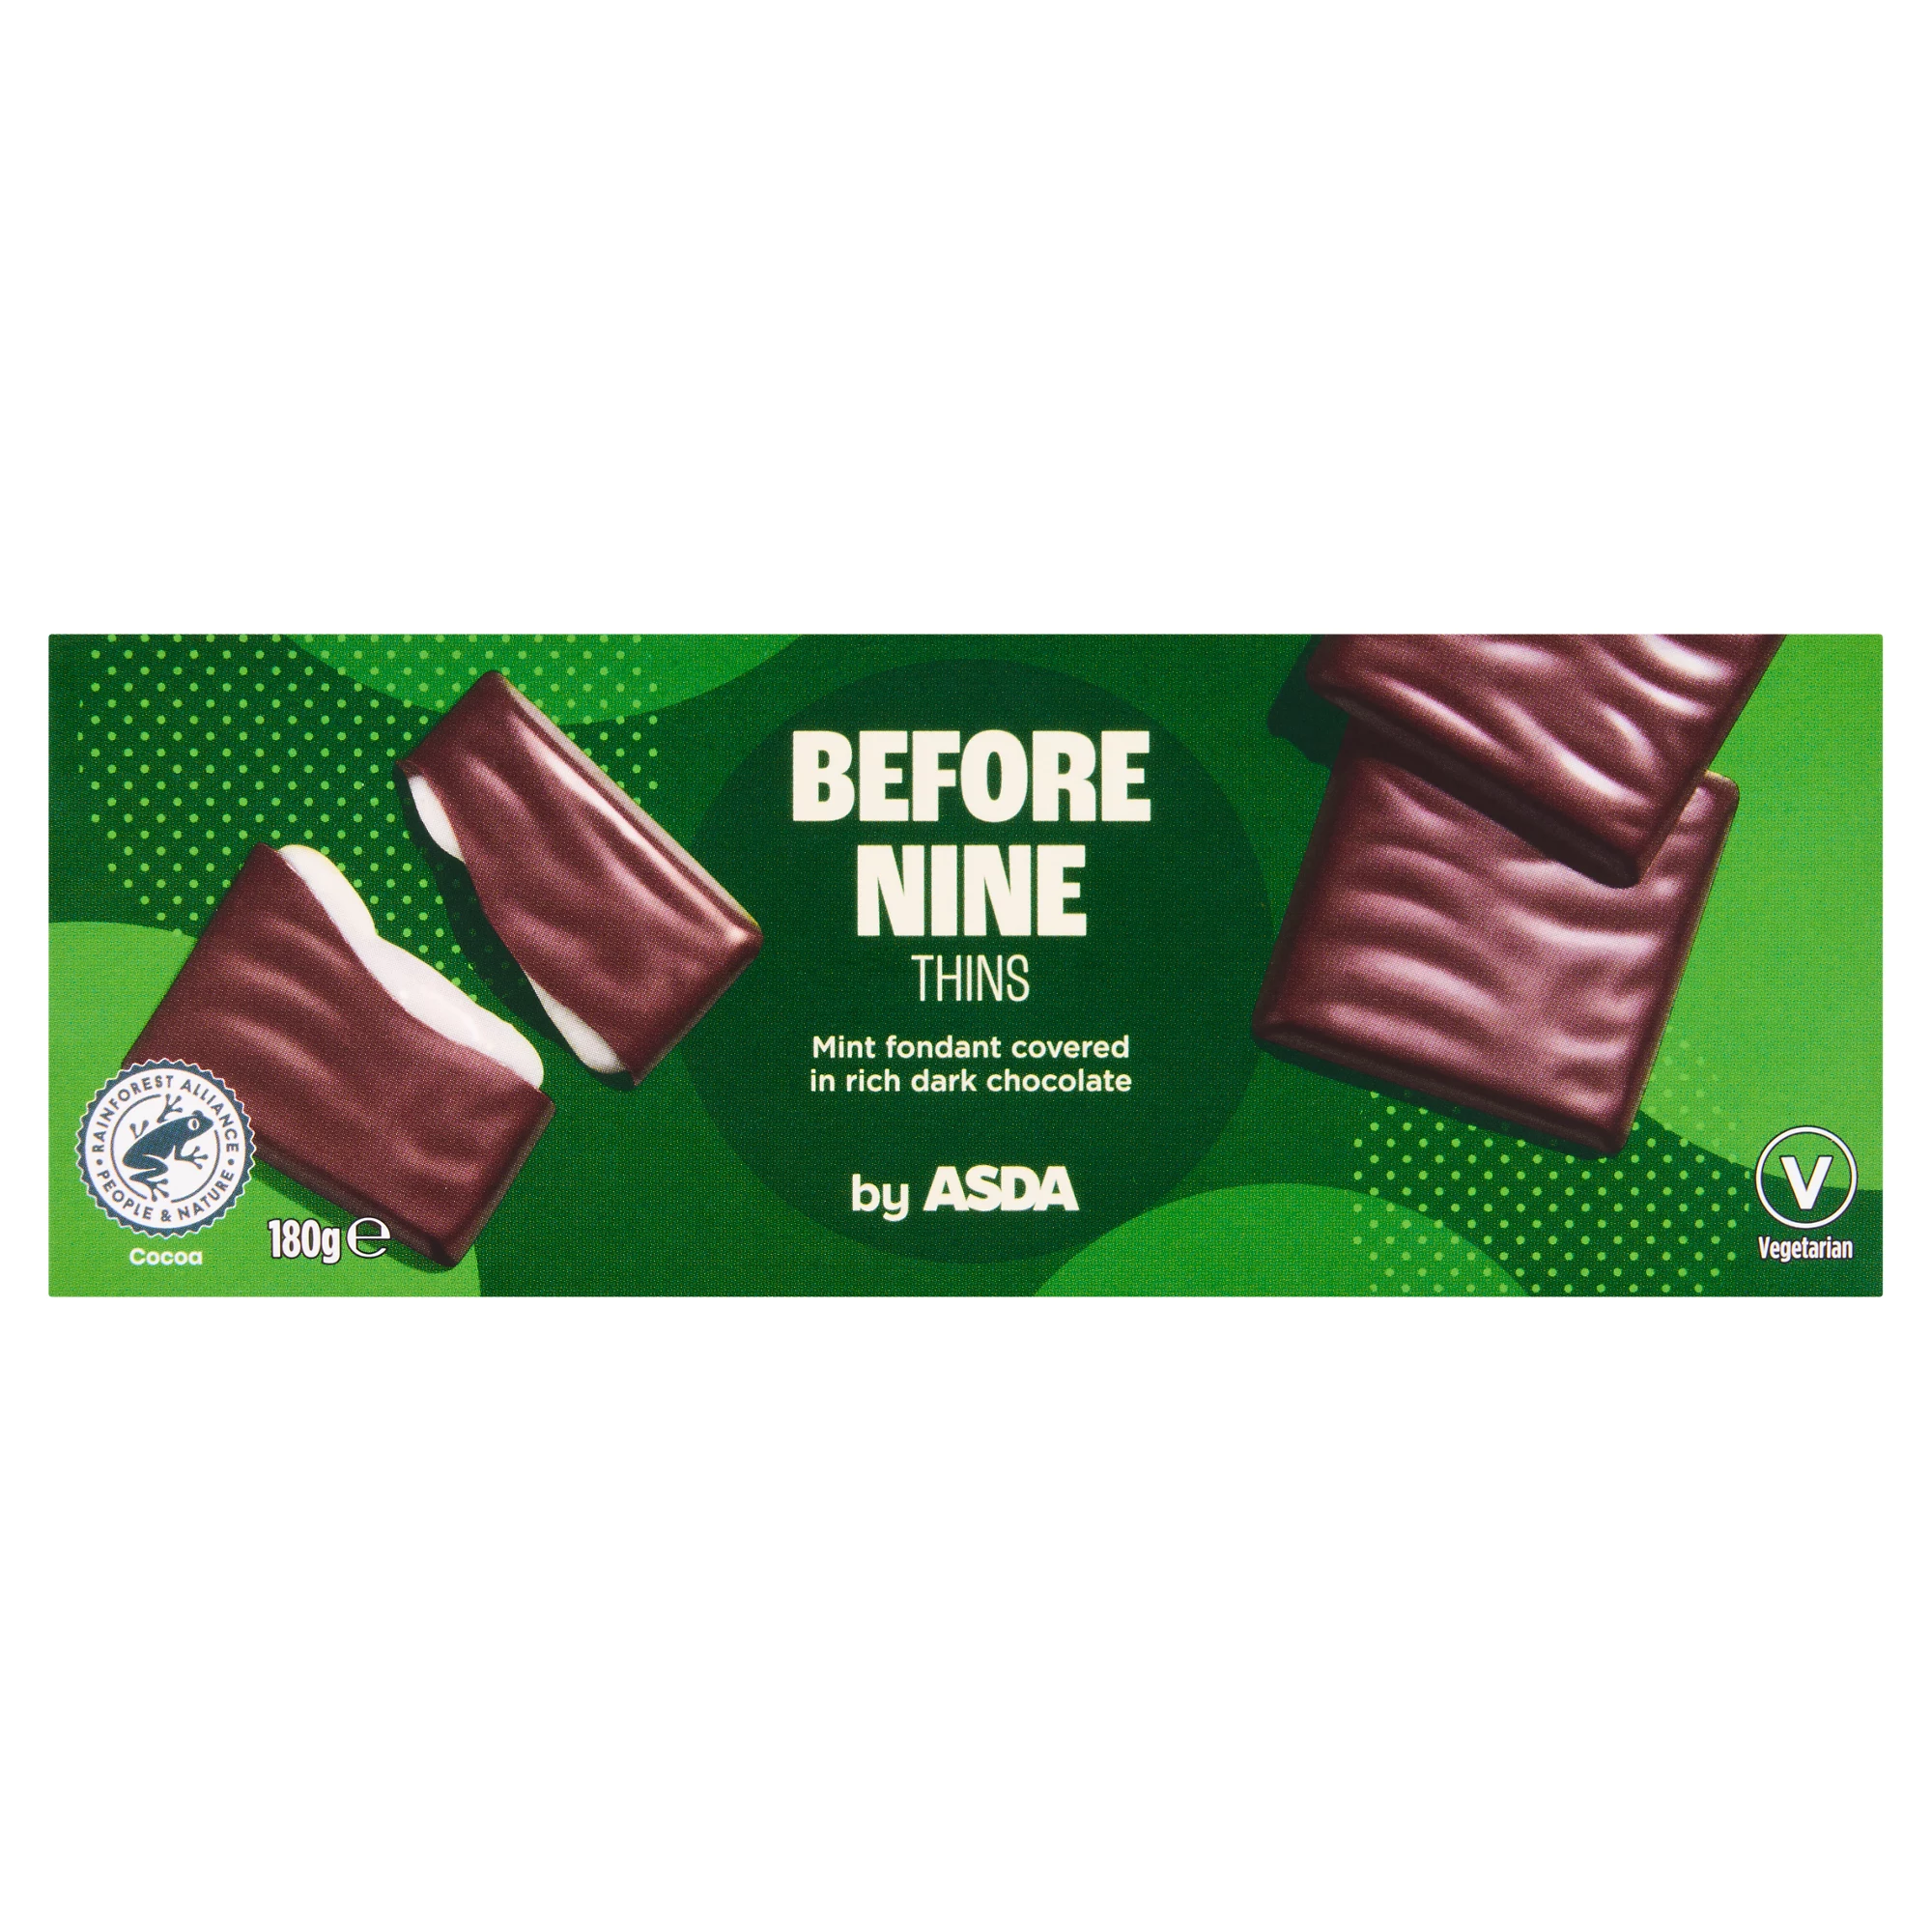 BEFORE
NINE
THINS
Mint fondant covered
in rich dark chocolate
by ASDA
RAINFOREST ALLIANCE
PEOPLE & NATURE
Cocoa
180g ℮
V
Vegetarian